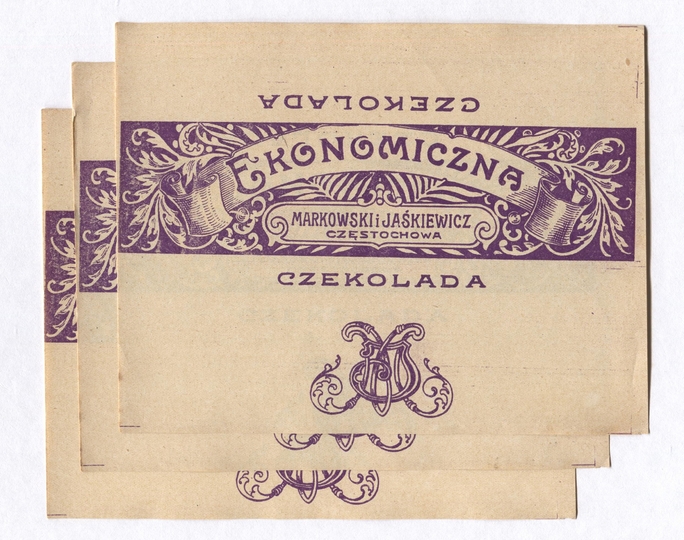 CZEKOLADA
EKONOMICZNA
MARKOWSKI i JAŚKIEWICZ
CZĘSTOCHOWA
CZEKOLADA